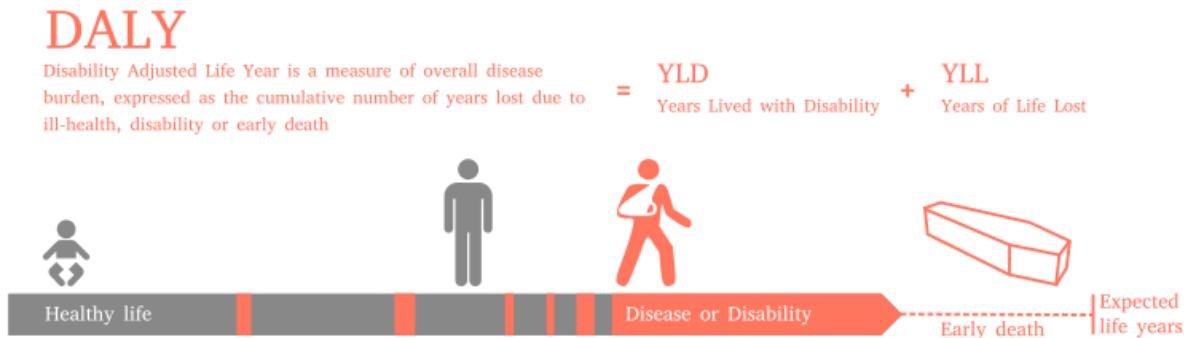 DALY
Disability Adjusted Life Year is a measure of overall disease
burden, expressed as the cumulative number of years lost due to
ill-health, disability or early death
=
YLD
Years Lived with Disability
+
YLL
Years of Life Lost
Healthy life
Disease or Disability
Early death
Expected
life years